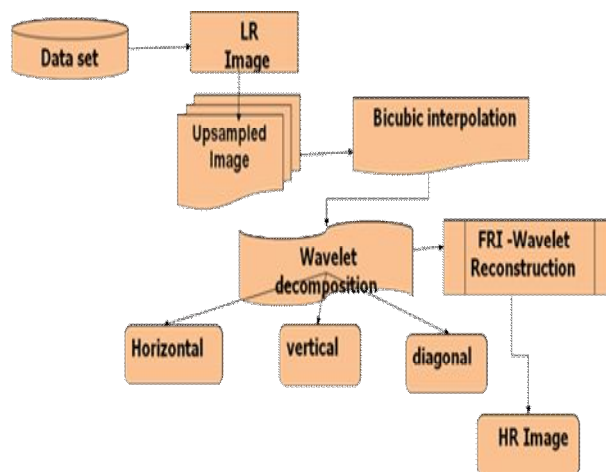 Data set
LR
Image
Upsampled
Image
Bicubic interpolation
Wavelet
decomposition
FRI -Wavelet
Reconstruction
Horizontal
vertical
diagonal
HR Image